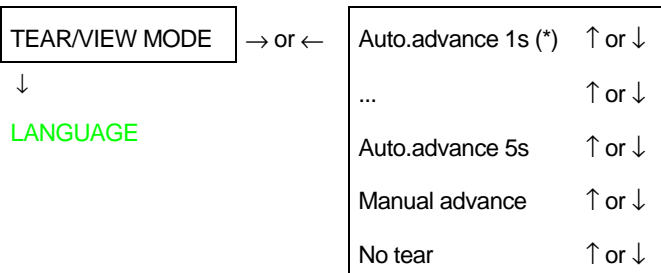 TEAR/VIEW MODE → or ← Auto.advance 1s (*) ↑ or ↓
↓
... ↑ or ↓
LANGUAGE
Auto.advance 5s ↑ or ↓
Manual advance ↑ or ↓
No tear ↑ or ↓